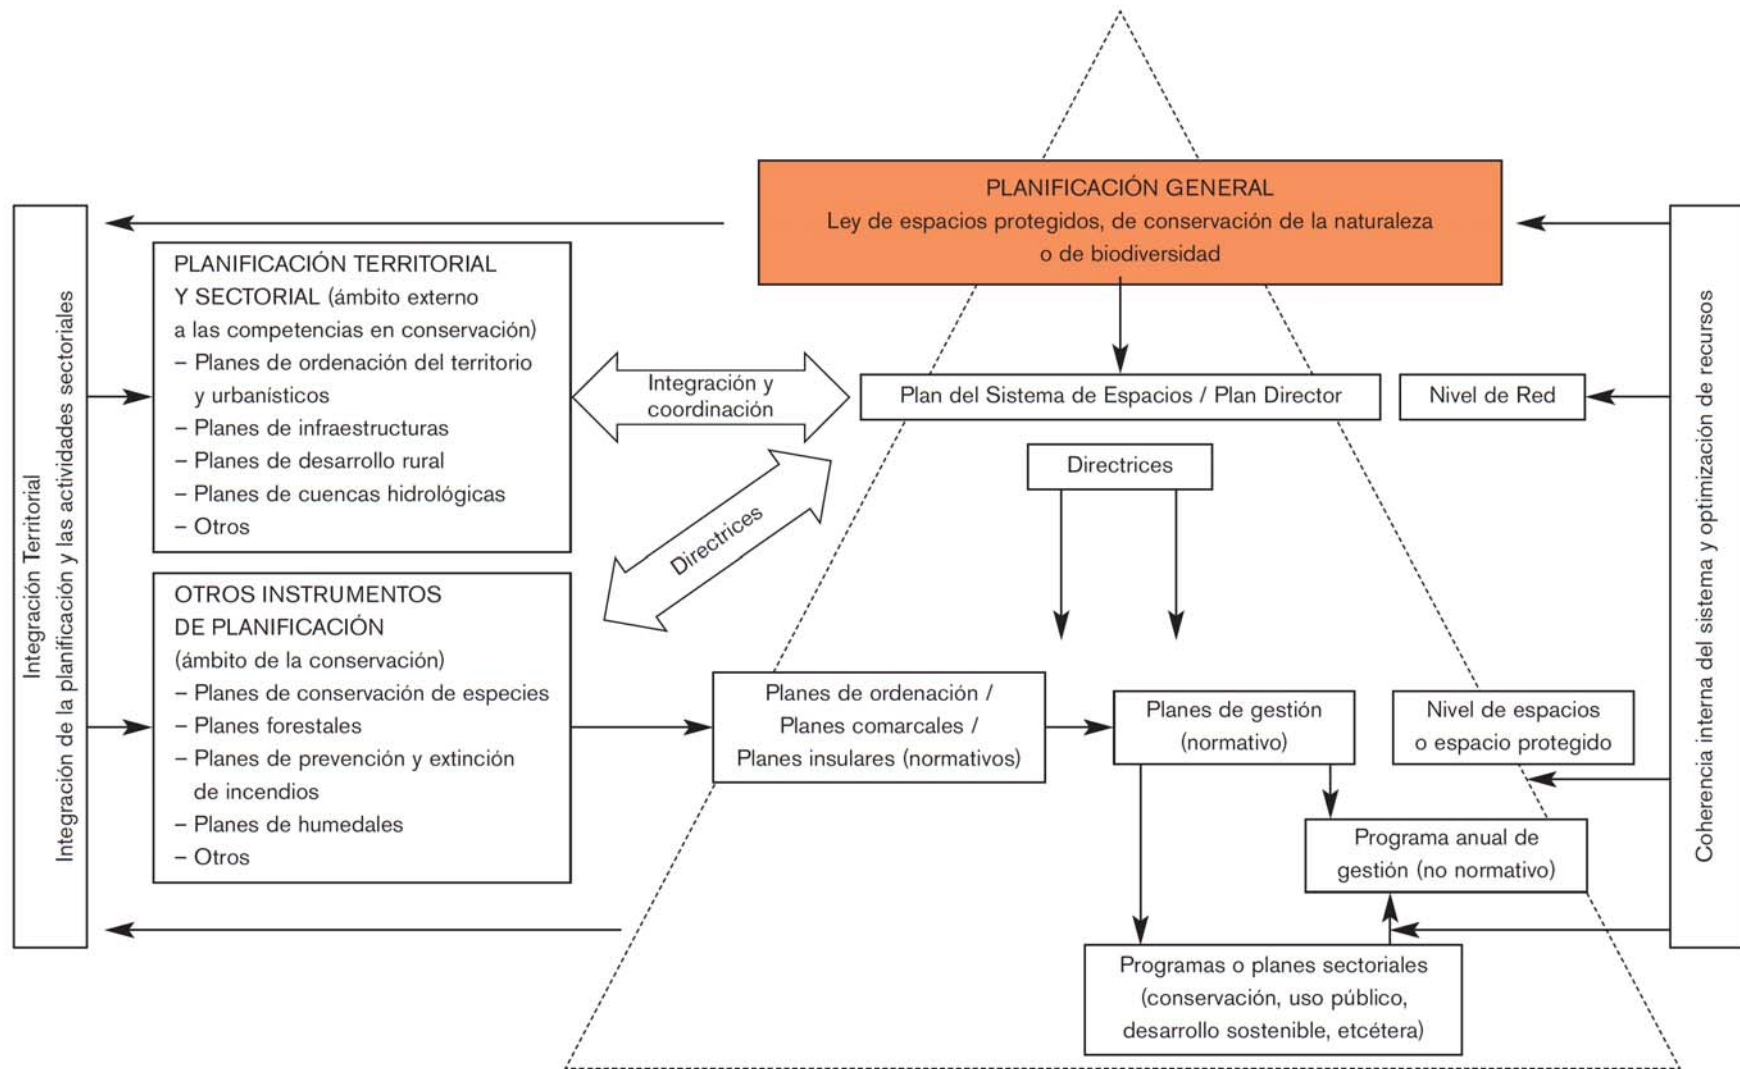 PLANIFICACIÓN GENERAL
Ley de espacios protegidos, de conservación de la naturaleza
o de biodiversidad
Integración Territorial
Integración de la planificación y las actividades sectoriales
PLANIFICACIÓN TERRITORIAL
Y SECTORIAL (ámbito externo
a las competencias en conservación)
– Planes de ordenación del territorio
y urbanísticos
– Planes de infraestructuras
– Planes de desarrollo rural
– Planes de cuencas hidrológicas
– Otros
Integración y
coordinación
Plan del Sistema de Espacios / Plan Director
Nivel de Red
Directrices
Directrices
OTROS INSTRUMENTOS
DE PLANIFICACIÓN
(ámbito de la conservación)
– Planes de conservación de especies
– Planes forestales
– Planes de prevención y extinción
de incendios
– Planes de humedales
– Otros
Planes de ordenación /
Planes comarcales /
Planes insulares (normativos)
Planes de gestión
(normativo)
Nivel de espacios
o espacio protegido
Programa anual de
gestión (no normativo)
Programas o planes sectoriales
(conservación, uso público,
desarrollo sostenible, etcétera)
Coherencia interna del sistema y optimización de recursos